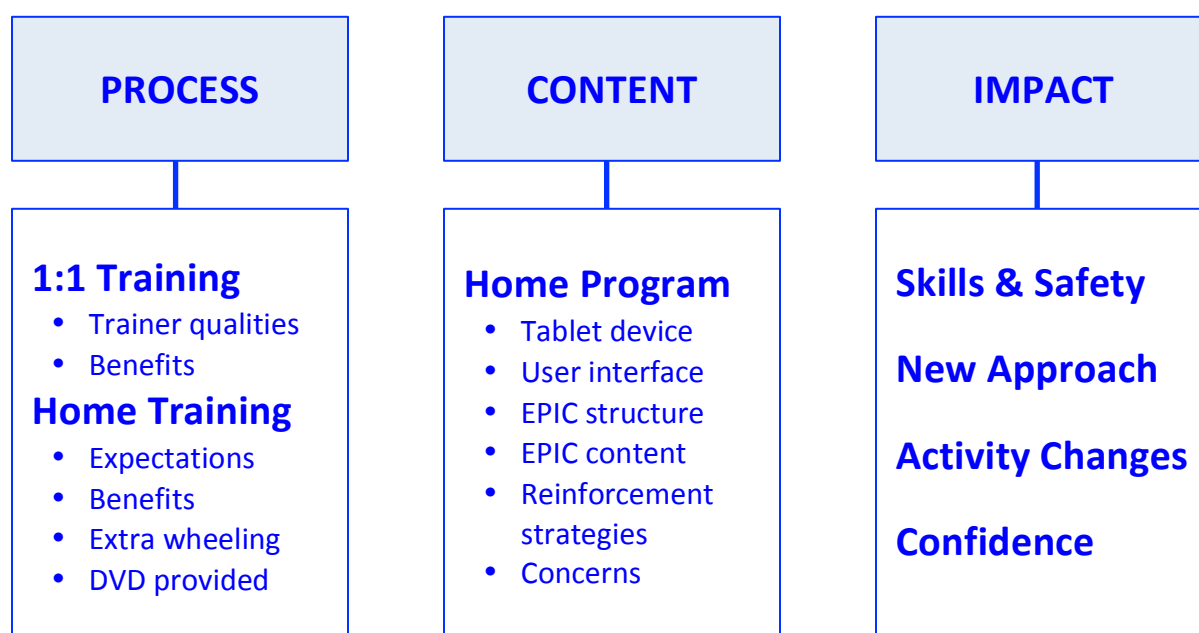 PROCESS
1:1 Training
• Trainer qualities
• Benefits
Home Training
• Expectations
• Benefits
• Extra wheeling
• DVD provided
CONTENT
Home Program
• Tablet device
• User interface
• EPIC structure
• EPIC content
• Reinforcement
strategies
• Concerns
IMPACT
Skills & Safety
New Approach
Activity Changes
Confidence